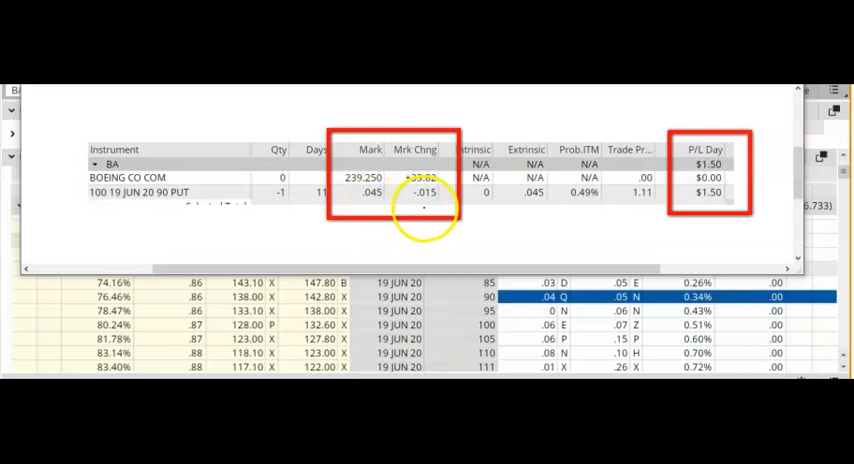 BA
Instrument Qty Days Mark Mrk Chng Intrinsic Extrinsic Prob.ITM Trade Pr... P/L Day
BA N/A N/A N/A $1.50
BOEING CO COM 0 239.250 +33.82 N/A N/A N/A .00 $0.00
100 19 JUN 20 90 PUT -1 11 .045 -.015 0 .045 0.49% 1.11 $1.50
6.733)
74.16% .86 143.10 X 147.80 B 19 JUN 20 85 .03 D .05 E 0.26% .00
76.46% .86 138.00 X 142.80 X 19 JUN 20 90 .04 Q .05 N 0.34% .00
78.47% .86 133.10 X 138.00 X 19 JUN 20 95 0 N .06 N 0.43% .00
80.24% .87 128.00 P 132.60 X 19 JUN 20 100 .06 E .07 Z 0.51% .00
81.78% .87 123.00 X 127.80 X 19 JUN 20 105 .06 P .15 P 0.60% .00
83.14% .88 118.10 X 123.00 X 19 JUN 20 110 .08 N .10 H 0.70% .00
83.40% .88 117.10 X 122.00 X 19 JUN 20 111 .01 X .26 X 0.72% .00